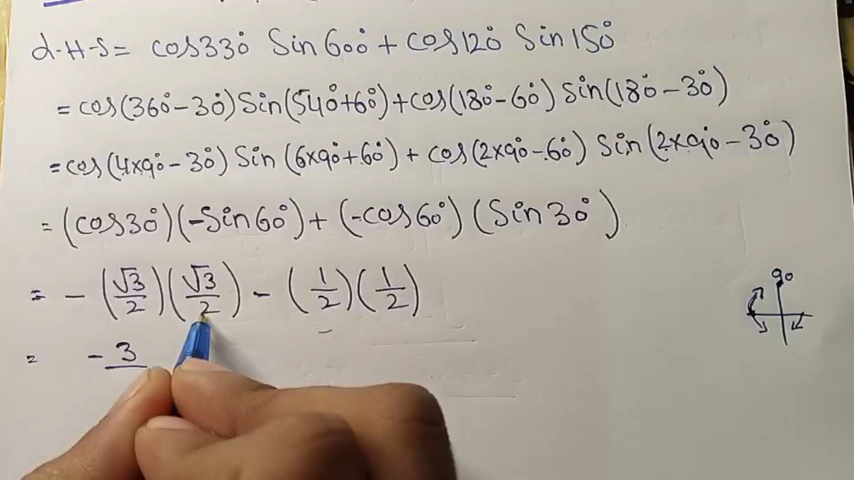 L-H-S = cos330° Sin600° + cos120° Sin150°
= cos(360°-30°) Sin(540°+60°) + cos(180°-60°) Sin(180°-30°)
= cos(4×90°-30°) Sin(6×90°+60°) + cos(2×90°-60°) Sin(2×90°-30°)
= (cos30°)(-Sin60°) + (-cos60°)(Sin30°)
= -(√3/2)(√3/2) - (1/2)(1/2)
90
= -3